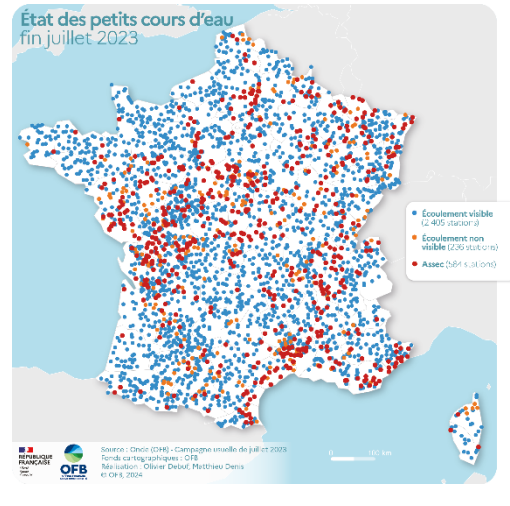 État des petits cours d'eau
fin juillet 2023
Écoulement visible
(2 405 stations)
Écoulement non
visible (236 stations)
Assec (584 stations)
0 100 km
RÉPUBLIQUE
FRANÇAISE
OFB
Source : Onde (OFB) - Campagne usuelle de juillet 2023
Fonds cartographiques : OFB
Réalisation : Olivier Debuf, Matthieu Denis
© OFB, 2024